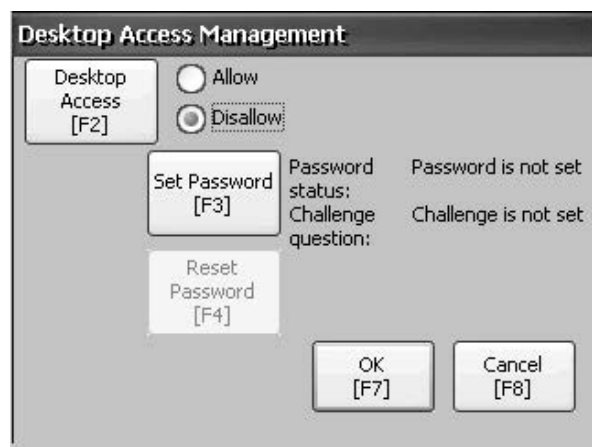 Desktop Access Management
Desktop
Access
[F2]
Allow
Disallow
Set Password
[F3]
Password
status:
Password is not set
Challenge
question:
Challenge is not set
Reset
Password
[F4]
OK
[F7]
Cancel
[F8]